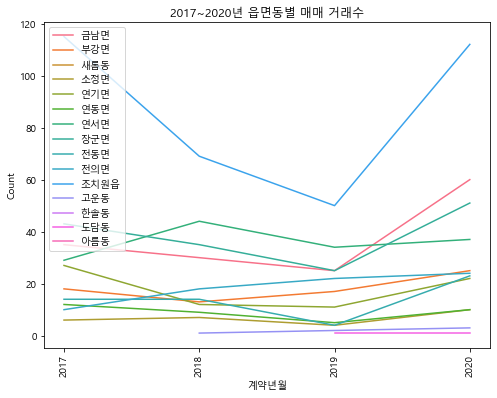 2017~2020년 읍면동별 매매 거래수
Count
120
100
80
60
40
20
0
금남면
부강면
새롬동
소정면
연기면
연동면
연서면
장군면
전동면
전의면
조치원읍
고운동
한솔동
도담동
아름동
2017
2018
2019
2020
계약년월